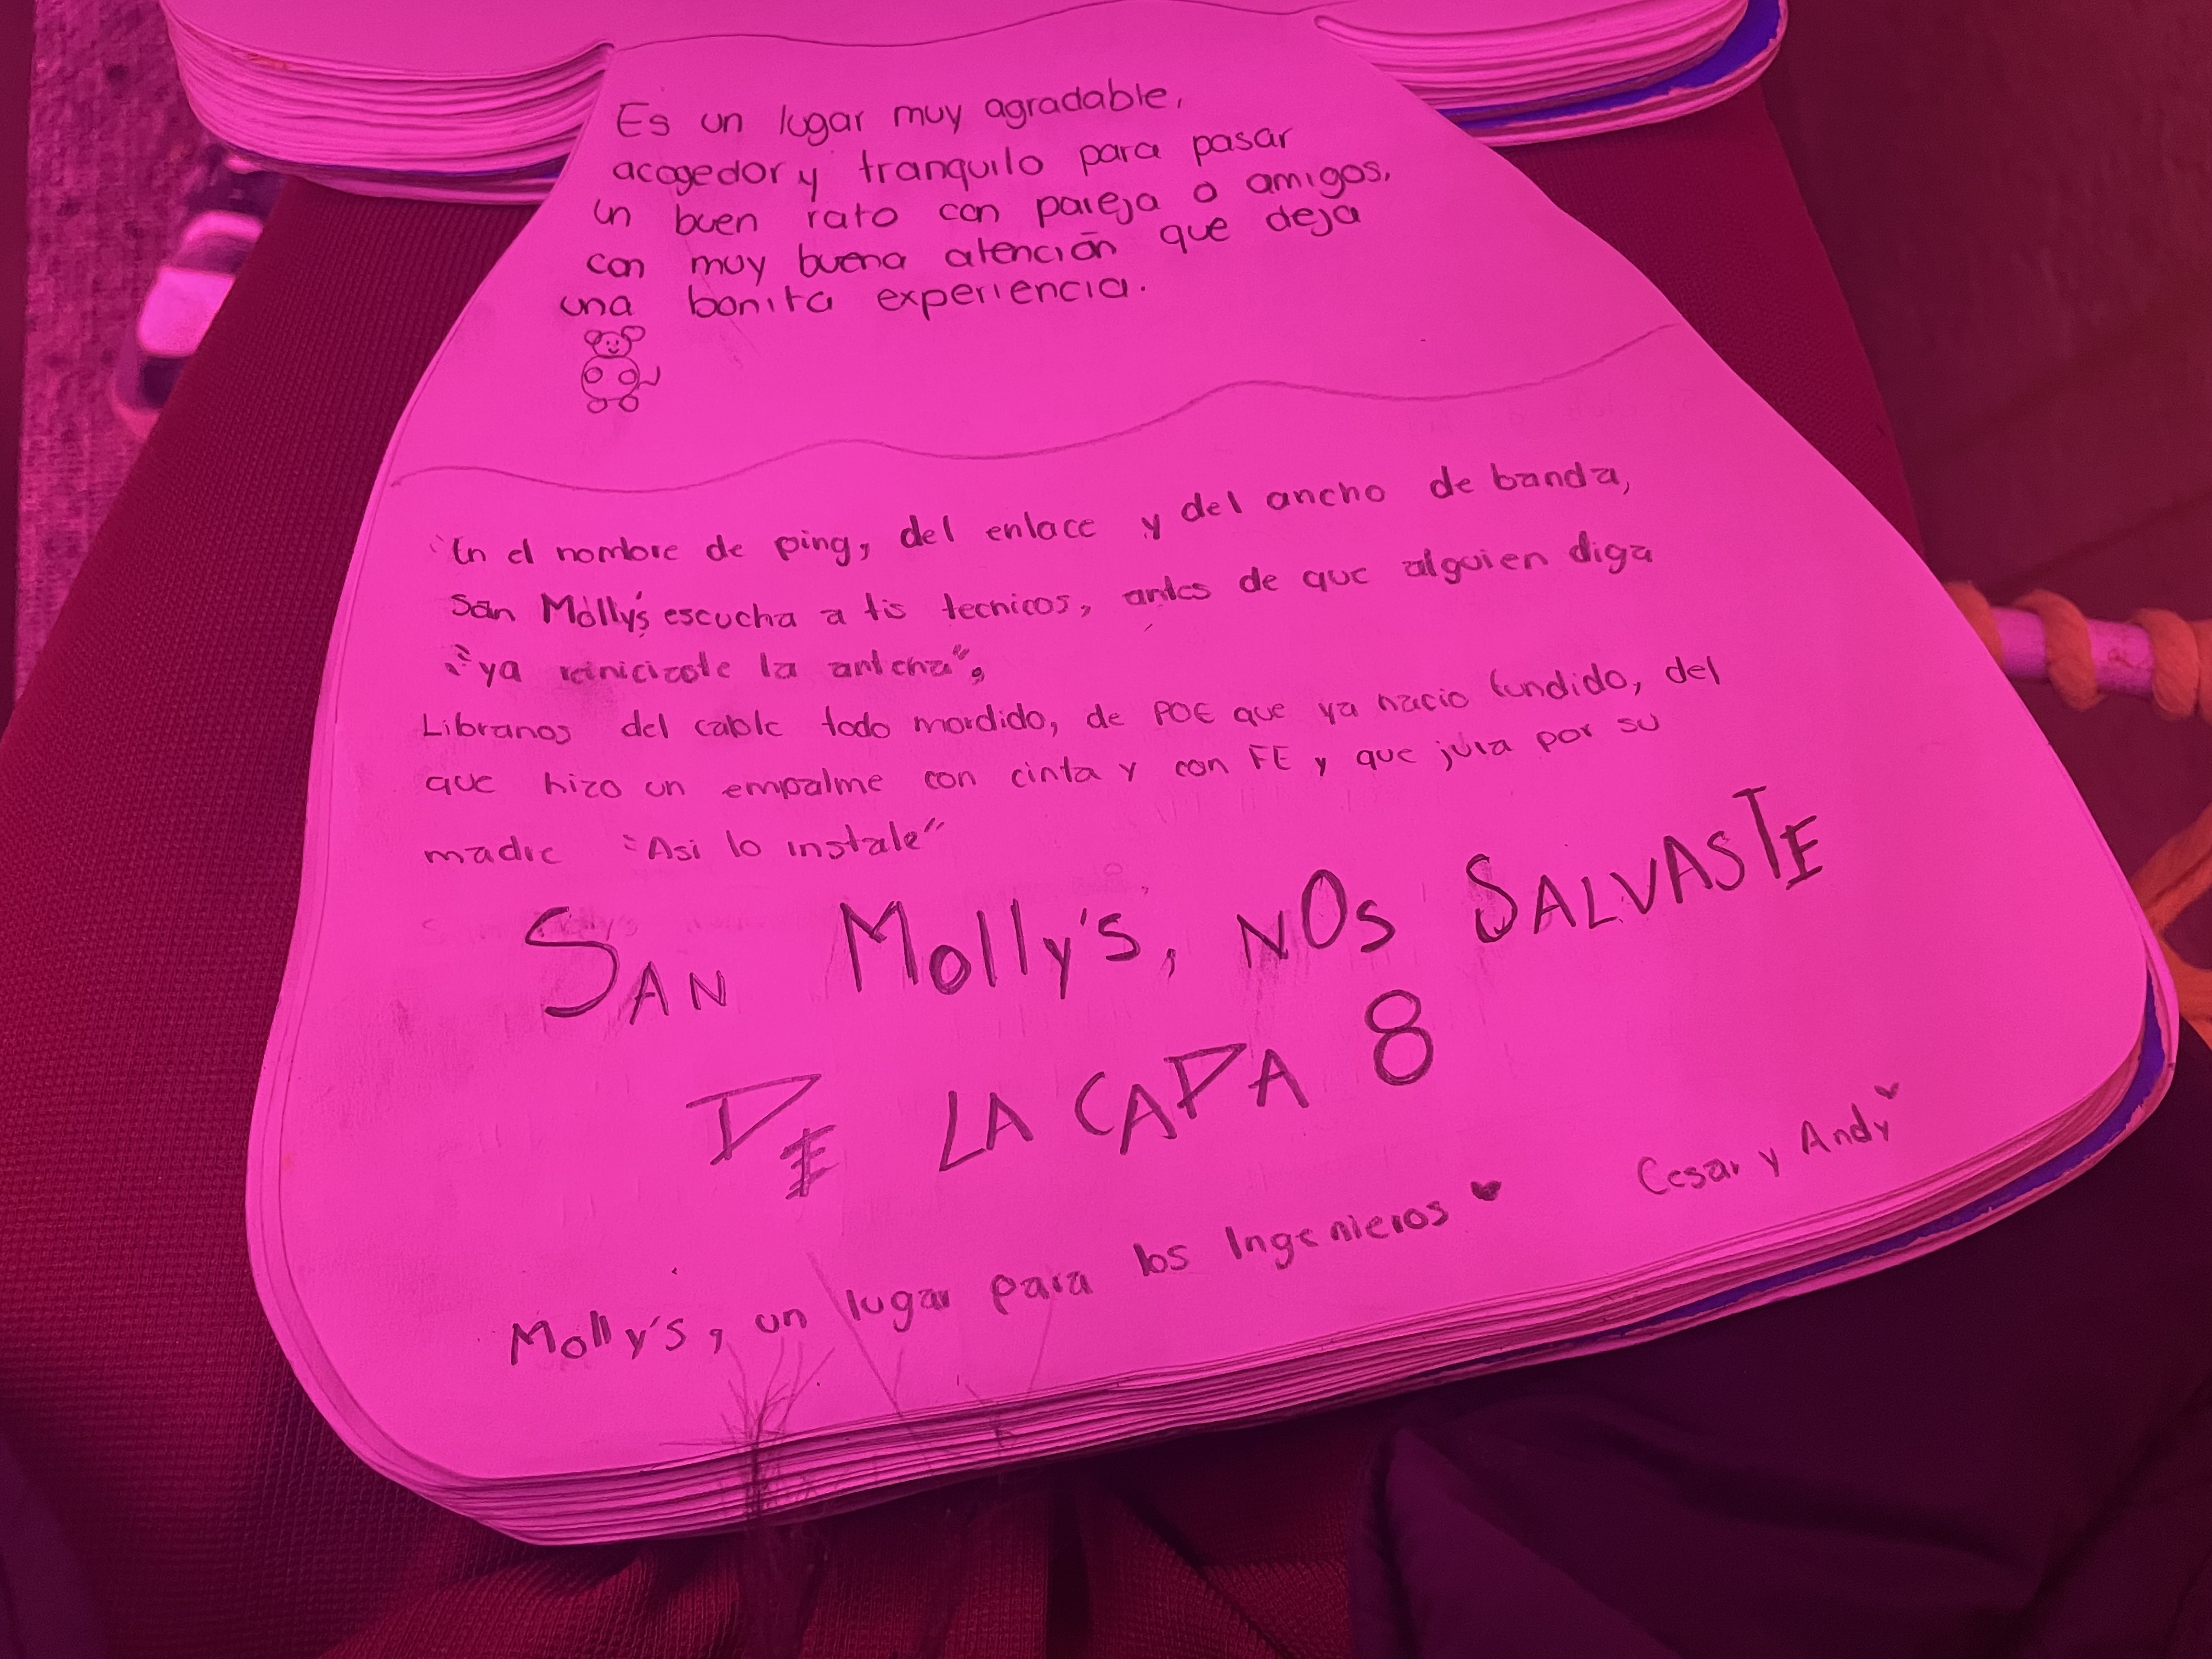 Es un lugar muy agradable,
acogedor y tranquilo para pasar
un buen rato con pareja o amigos,
con muy buena atención que deja
una bonita experiencia.
"En el nombre de ping, del enlace y del ancho de banda,
San Molly's escucha a tis tecnicos, antes de que alguien diga
"ya reinicizote la antena",
Libranos del cable todo mordido, de POE que ya nacio fundido, del
que hizo un empalme con cinta y con FE y que jura por su
madre "Asi lo instale"
SAN Molly's, NOS SALVASTE
DE LA CAPA 8
Molly's, un lugar para los Ingenieros ♥
Cesar y Andy